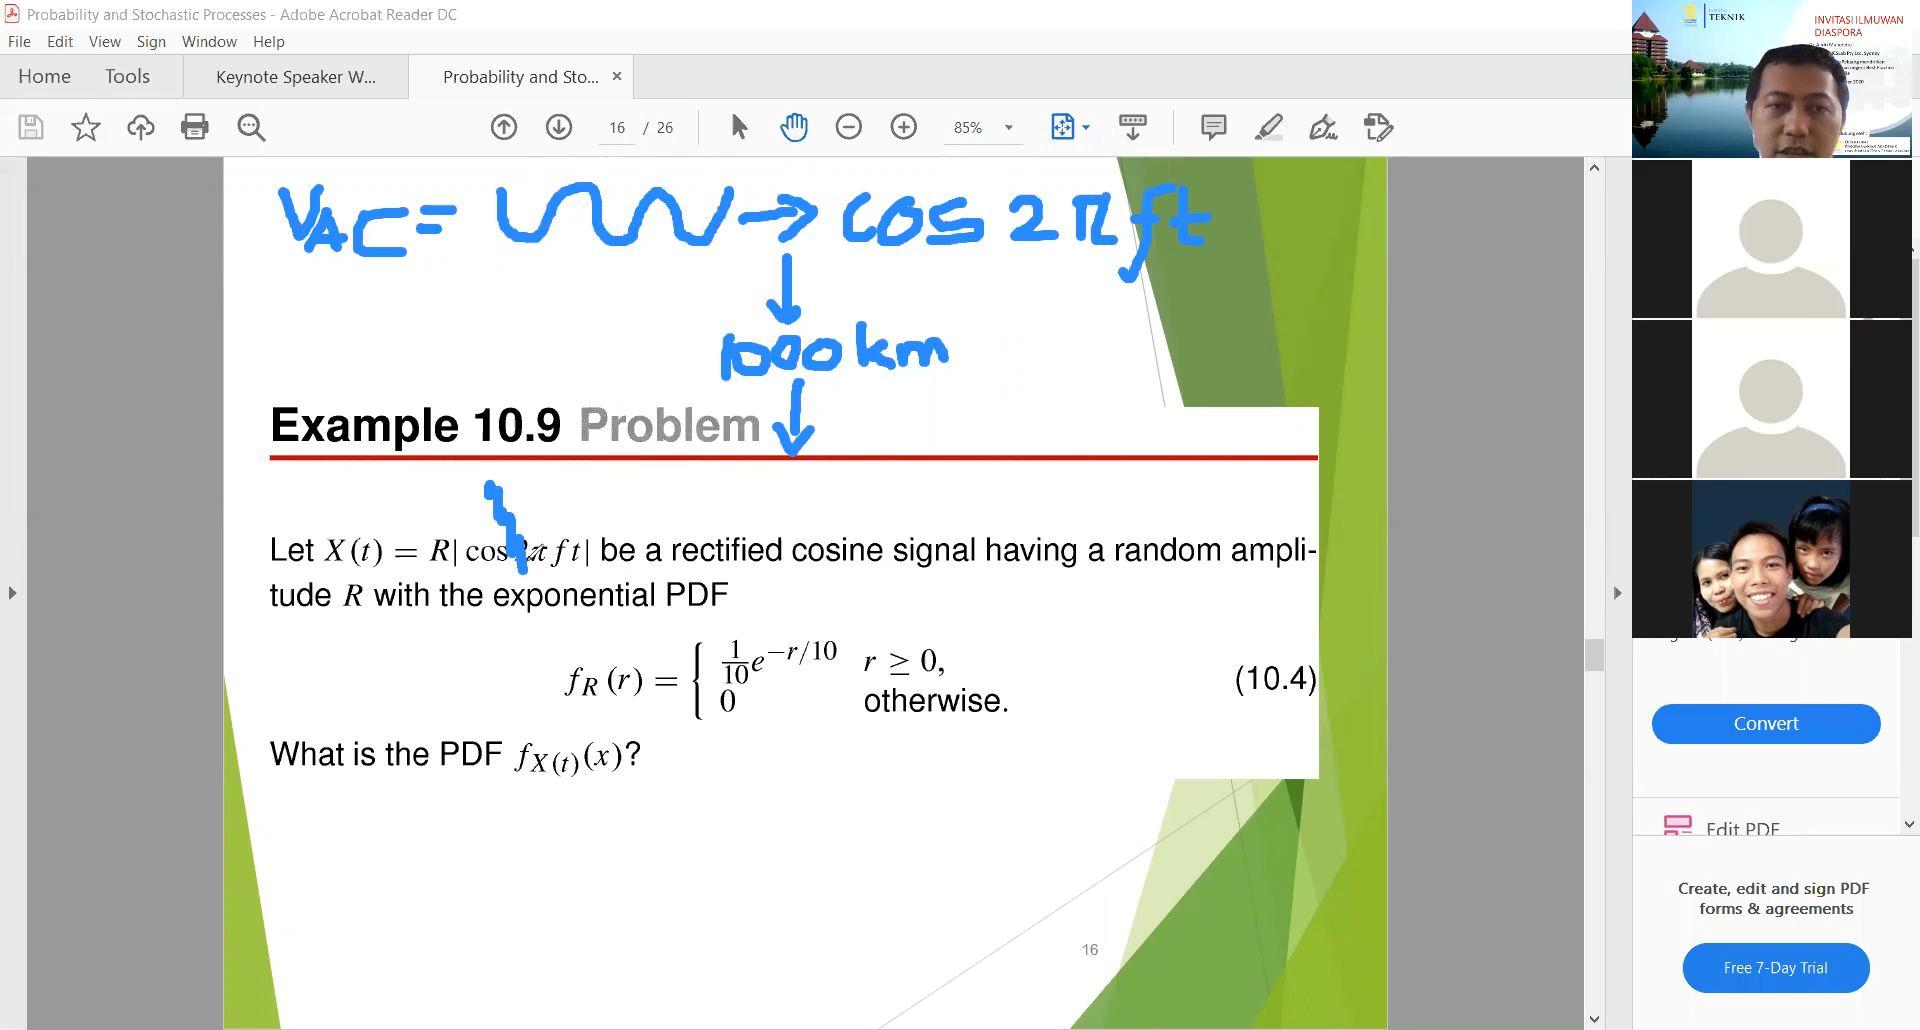 Probability and Stochastic Processes - Adobe Acrobat Reader DC
File Edit View Sign Window Help
Home Tools Keynote Speaker W... Probability and Sto... ×
16 / 26 85%
VAC = → cos 2πft
1000 km
Example 10.9 Problem
Let X(t) = R| cos 2πft| be a rectified cosine signal having a random ampli-
tude R with the exponential PDF
f_R(r) = { 1/10 e^{−r/10} r ≥ 0,
0 otherwise. (10.4)
What is the PDF f_{X(t)}(x)?
16
TEKNIK
INVITASI ILMUWAN
DIASPORA
Convert
Edit PDF
Create, edit and sign PDF
forms & agreements
Free 7-Day Trial